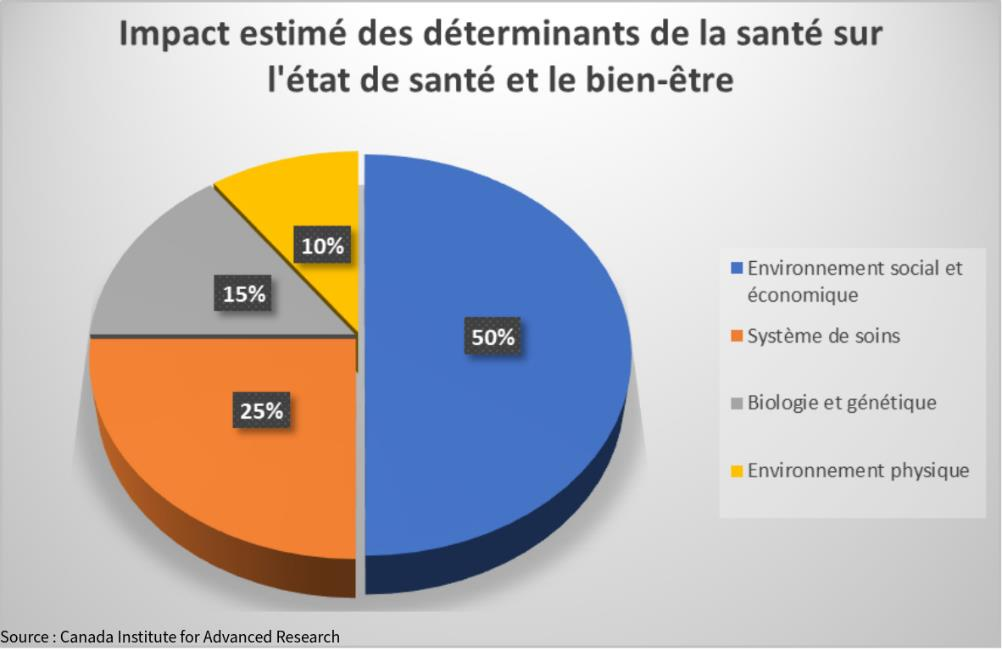 Impact estimé des déterminants de la santé sur
l'état de santé et le bien-être
10%
15%
50%
25%
Environnement social et
économique
Système de soins
Biologie et génétique
Environnement physique
Source : Canada Institute for Advanced Research